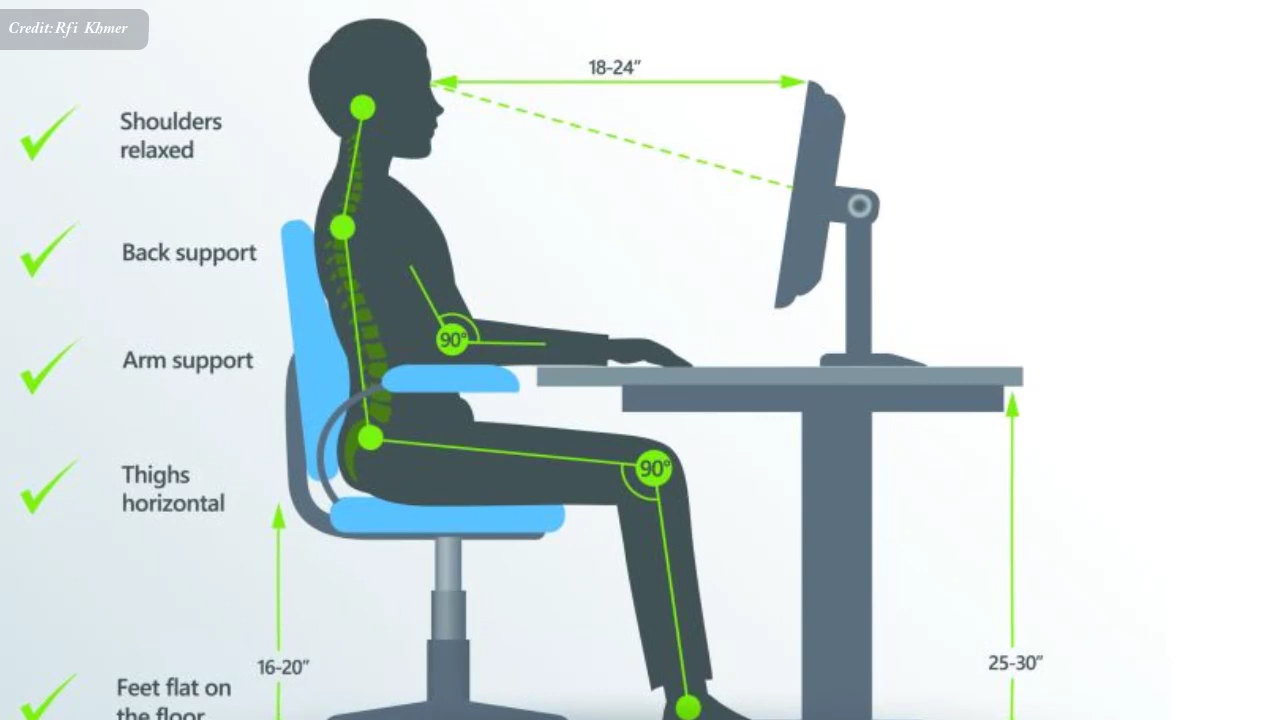 Credit:Rfi Khmer
18-24”
Shoulders
relaxed
Back support
90°
Arm support
90°
Thighs
horizontal
16-20”
25-30”
Feet flat on
the floor